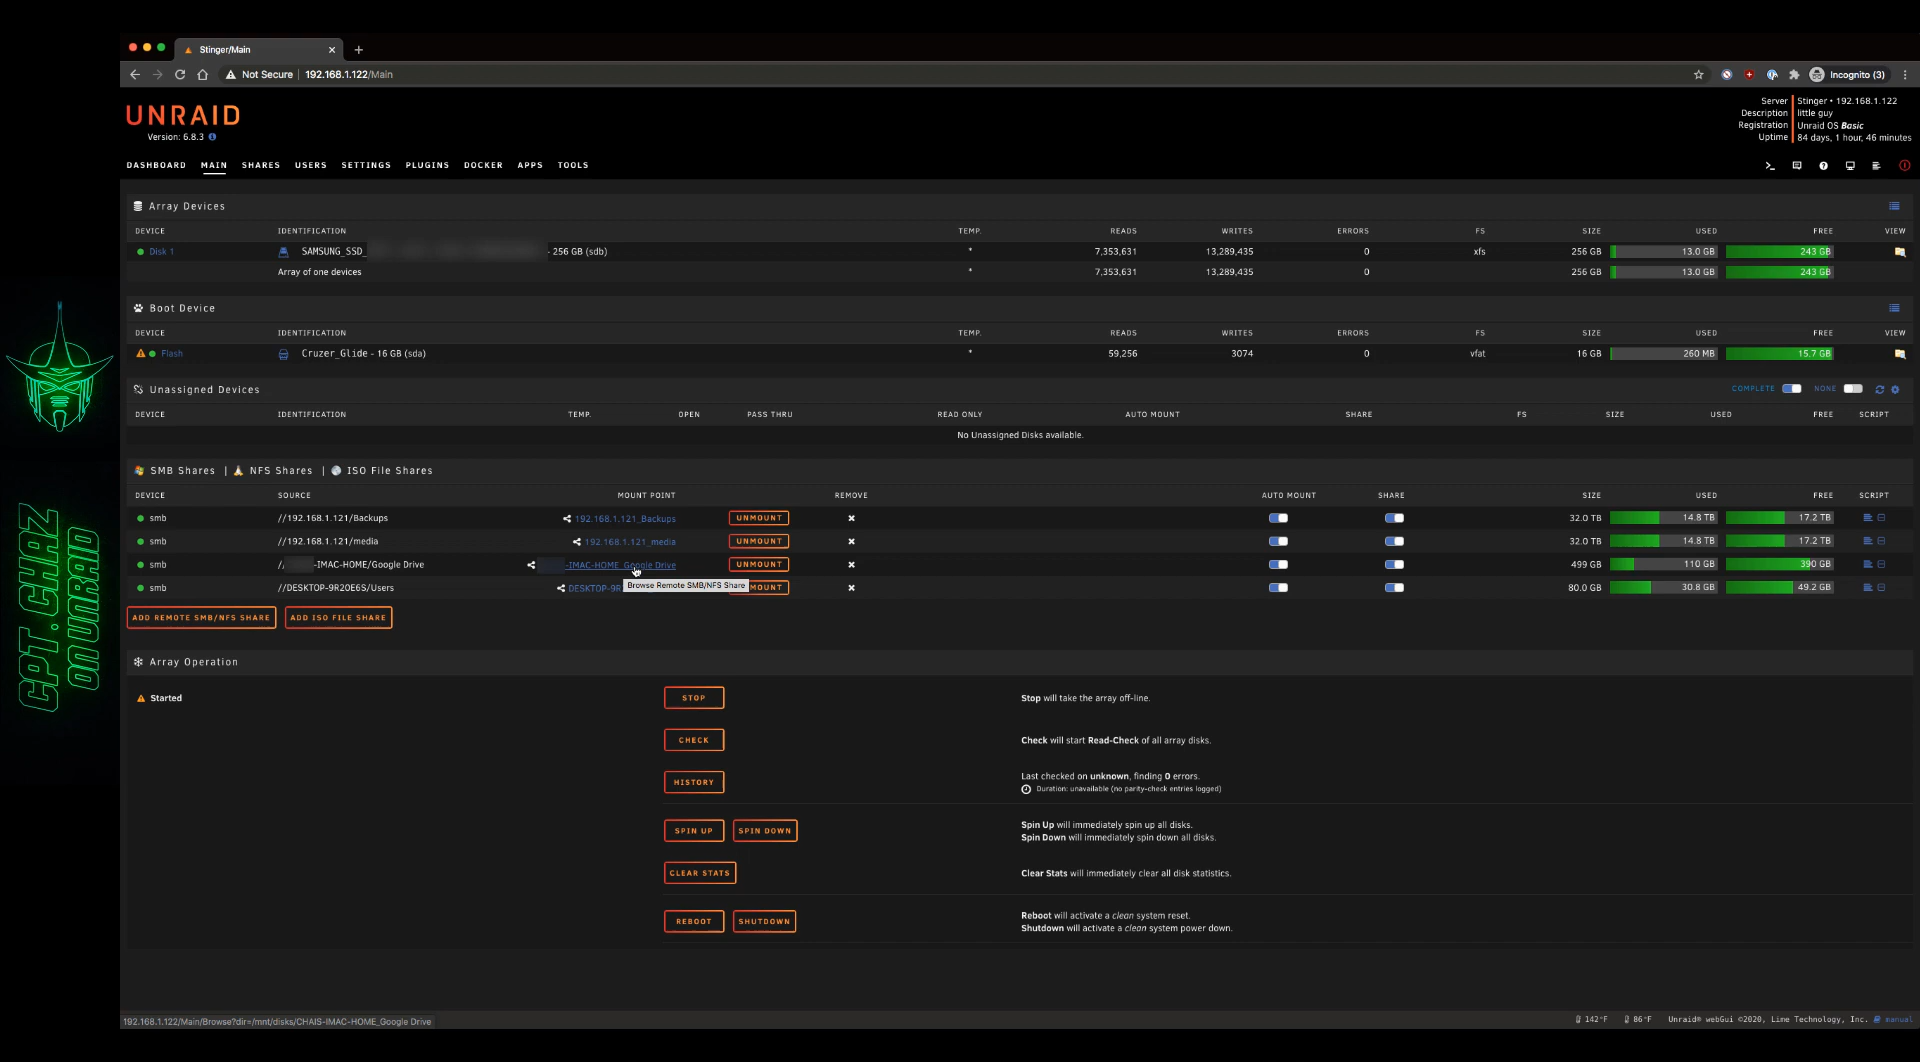 Stinger/Main
Not Secure | 192.168.1.122/Main
Incognito (3)
UNRAID
Version: 6.8.3
Server Stinger • 192.168.1.122
Description little guy
Registration Unraid OS Basic
Uptime 84 days, 1 hour, 46 minutes
DASHBOARD MAIN SHARES USERS SETTINGS PLUGINS DOCKER APPS TOOLS
Array Devices
DEVICE IDENTIFICATION TEMP. READS WRITES ERRORS FS SIZE USED FREE VIEW
Disk 1 SAMSUNG_SSD_ - 256 GB (sdb) * 7,353,631 13,289,435 0 xfs 256 GB 13.0 GB 243 GB
Array of one devices * 7,353,631 13,289,435 0 256 GB 13.0 GB 243 GB
Boot Device
DEVICE IDENTIFICATION TEMP. READS WRITES ERRORS FS SIZE USED FREE VIEW
Flash Cruzer_Glide - 16 GB (sda) * 59,256 3074 0 vfat 16 GB 260 MB 15.7 GB
Unassigned Devices COMPLETE NONE
DEVICE IDENTIFICATION TEMP. OPEN PASS THRU READ ONLY AUTO MOUNT SHARE FS SIZE USED FREE SCRIPT
No Unassigned Disks available.
SMB Shares | NFS Shares | ISO File Shares
DEVICE SOURCE MOUNT POINT REMOVE AUTO MOUNT SHARE SIZE USED FREE SCRIPT
smb //192.168.1.121/Backups 192.168.1.121_Backups UNMOUNT 32.0 TB 14.8 TB 17.2 TB
smb //192.168.1.121/media 192.168.1.121_media UNMOUNT 32.0 TB 14.8 TB 17.2 TB
smb // -IMAC-HOME/Google Drive -IMAC-HOME_Google Drive UNMOUNT 499 GB 110 GB 390 GB
smb //DESKTOP-9R20E6S/Users DESKTOP-9R MOUNT 80.0 GB 30.8 GB 49.2 GB
Browse Remote SMB/NFS Share
ADD REMOTE SMB/NFS SHARE ADD ISO FILE SHARE
Array Operation
Started STOP Stop will take the array off-line.
CHECK Check will start Read-Check of all array disks.
HISTORY Last checked on unknown, finding 0 errors.
Duration: unavailable (no parity-check entries logged)
SPIN UP SPIN DOWN Spin Up will immediately spin up all disks.
Spin Down will immediately spin down all disks.
CLEAR STATS Clear Stats will immediately clear all disk statistics.
REBOOT SHUTDOWN Reboot will activate a clean system reset.
Shutdown will activate a clean system power down.
192.168.1.122/Main/Browse?dir=/mnt/disks/CHAIS-IMAC-HOME_Google Drive
142°F 86°F Unraid® webGui ©2020, Lime Technology, Inc. manual
CPT.CHAZ
ON UNRAID